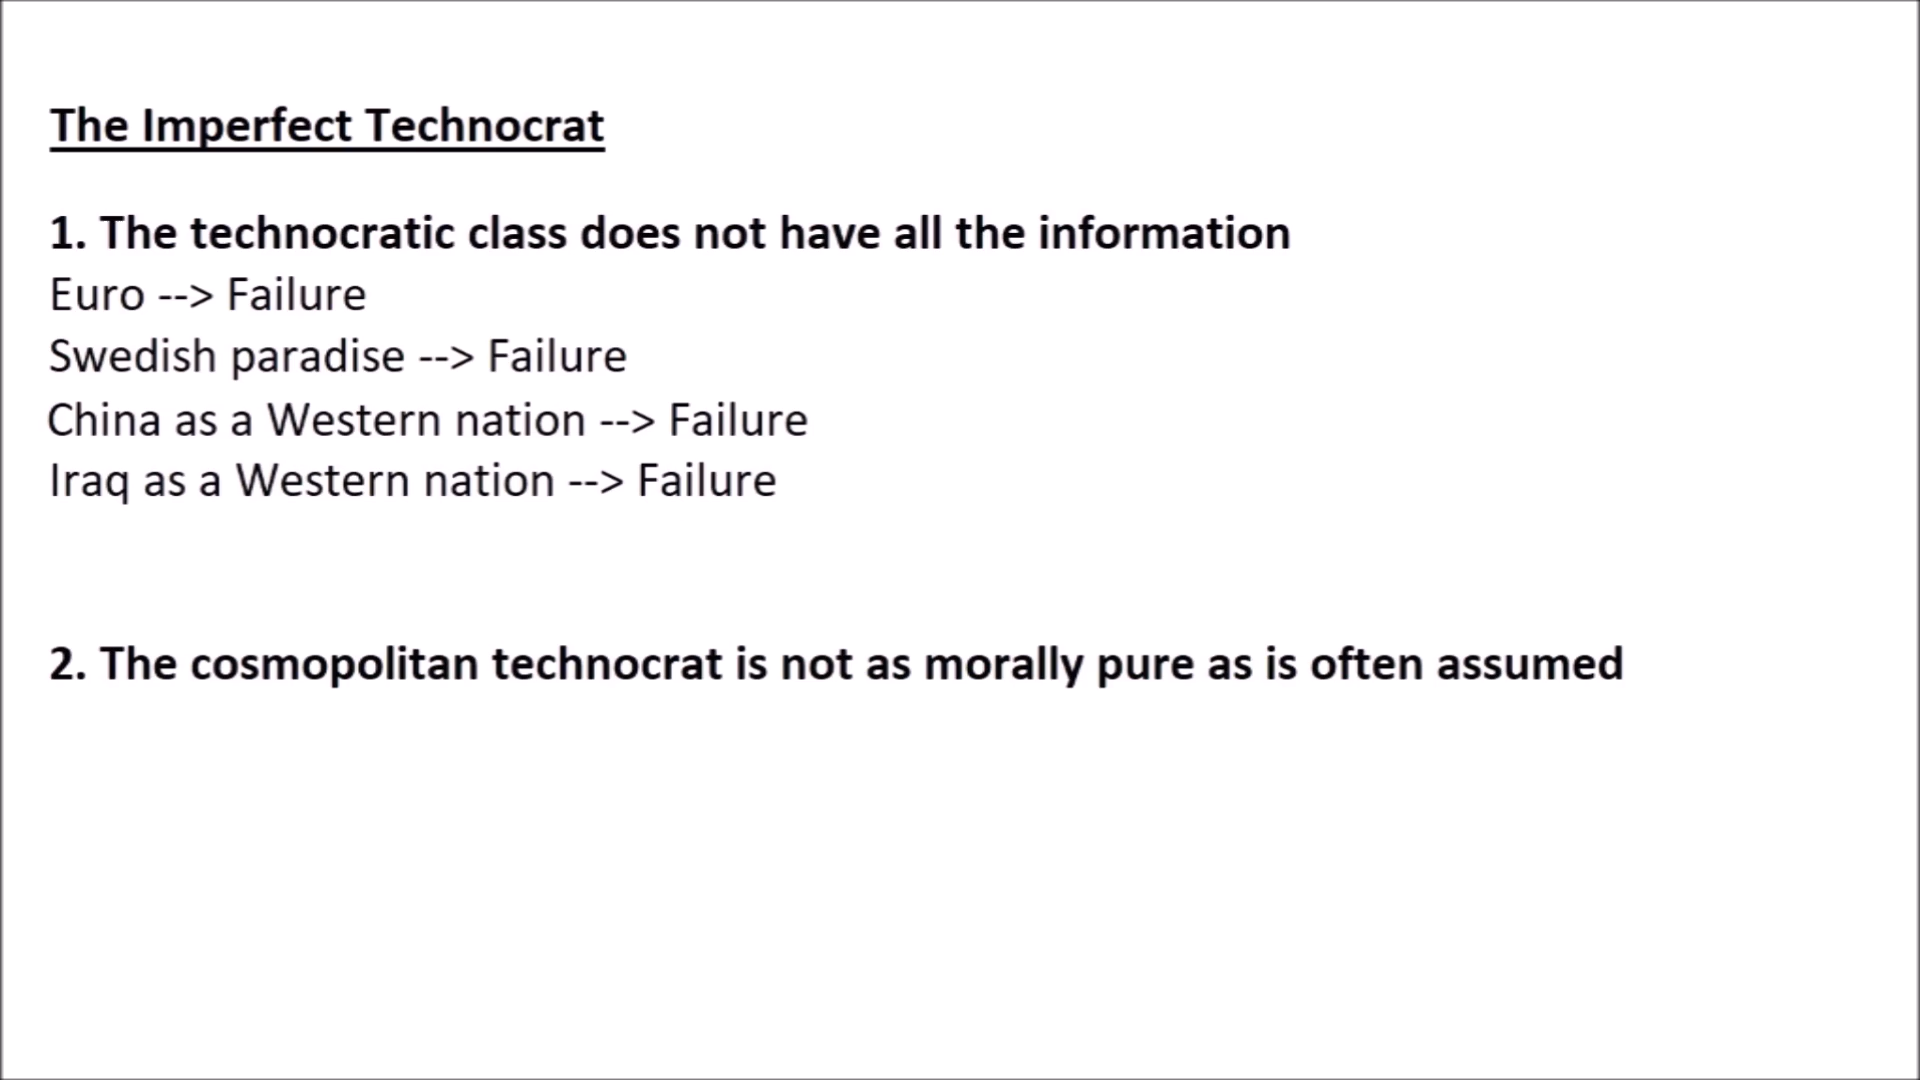 The Imperfect Technocrat
1. The technocratic class does not have all the information
Euro --> Failure
Swedish paradise --> Failure
China as a Western nation --> Failure
Iraq as a Western nation --> Failure
2. The cosmopolitan technocrat is not as morally pure as is often assumed